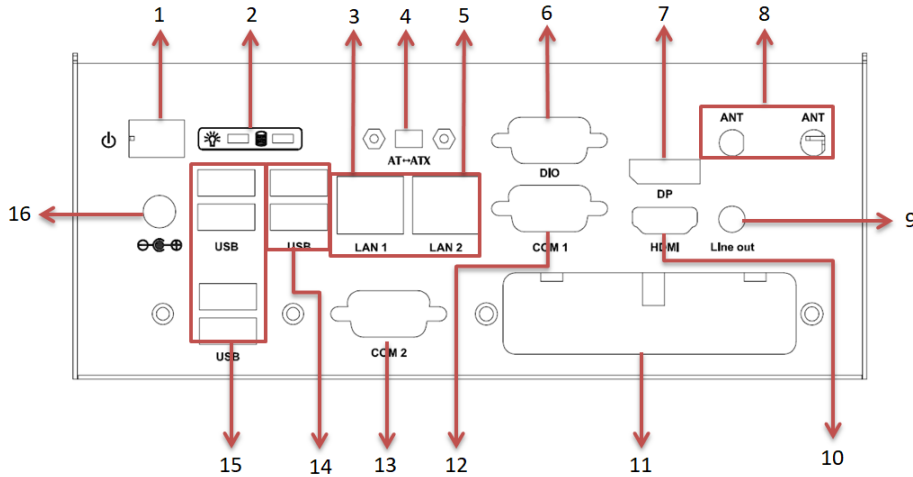 1 2 3 4 5 6 7 8
ANT ANT
AT↔ATX
DIO
DP
16 9
USB USB LAN 1 LAN 2 COM 1 HDMI Line out
COM 2
USB
15 14 13 12 11 10